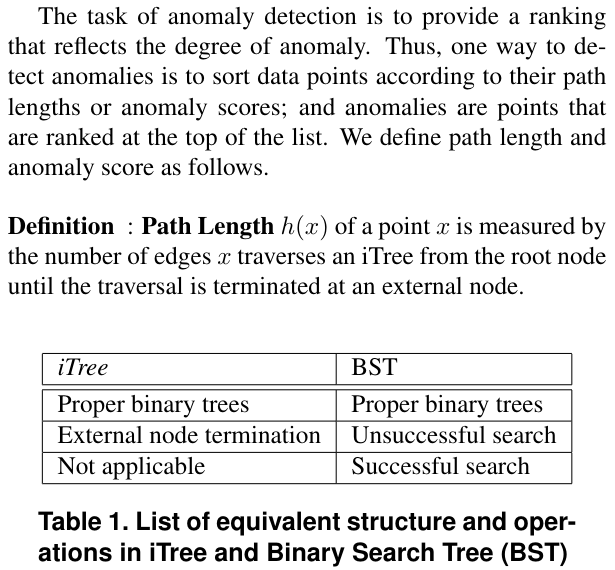 The task of anomaly detection is to provide a ranking
that reflects the degree of anomaly. Thus, one way to de-
tect anomalies is to sort data points according to their path
lengths or anomaly scores; and anomalies are points that
are ranked at the top of the list. We define path length and
anomaly score as follows.
Definition : Path Length h(x) of a point x is measured by
the number of edges x traverses an iTree from the root node
until the traversal is terminated at an external node.
iTree BST
Proper binary trees Proper binary trees
External node termination Unsuccessful search
Not applicable Successful search
Table 1. List of equivalent structure and oper-
ations in iTree and Binary Search Tree (BST)